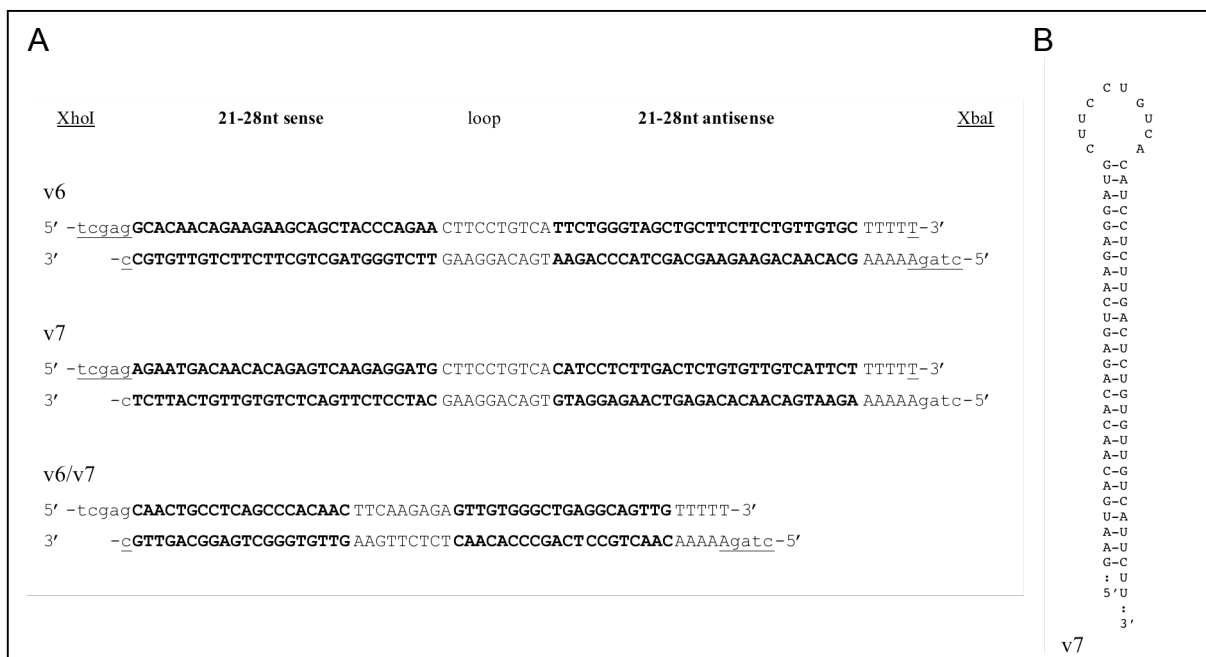 A
XhoI 21-28nt sense loop 21-28nt antisense XbaI
v6
5' -tcgagGCACAACAGAAGAAGCAGCTACCCAGAA CTTCCTGTCA TTCTGGGTAGCTGCTTCTTCTGTTGTGC TTTTT-3'
3' -cCGTGTTGTCTTCTTCGTCGATGGGTCTT GAAGGACAGT AAGACCCATCGACGAAGAAGACAACACG AAAAAgatc-5'
v7
5' -tcgagAGAATGACAACACAGAGTCAAGAGGATG CTTCCTGTCA CATCCTCTTGACTCTGTGTTGTCATTCT TTTTT-3'
3' -cTCTTACTGTTGTGTCTCAGTTCTCCTAC GAAGGACAGT GTAGGAGAACTGAGACACAACAGTAAGA AAAAAgatc-5'
v6/v7
5' -tcgagCAACTGCCTCAGCCCACAAC TTCAAGAGA GTTGTGGGCTGAGGCAGTTG TTTTT-3'
3' -cGTTGACGGAGTCGGGTGTTG AAGTTCTCT CAACACCCGACTCCGTCAAC AAAAAgatc-5'
B
C U
C G
U U
U C
C A
G-C
U-A
A-U
G-C
G-C
A-U
G-C
A-U
A-U
C-G
U-A
G-C
A-U
G-C
A-U
C-G
A-U
C-G
A-U
A-U
C-G
A-U
G-C
U-A
A-U
A-U
G-C
: U
5'U U
:
3'
v7